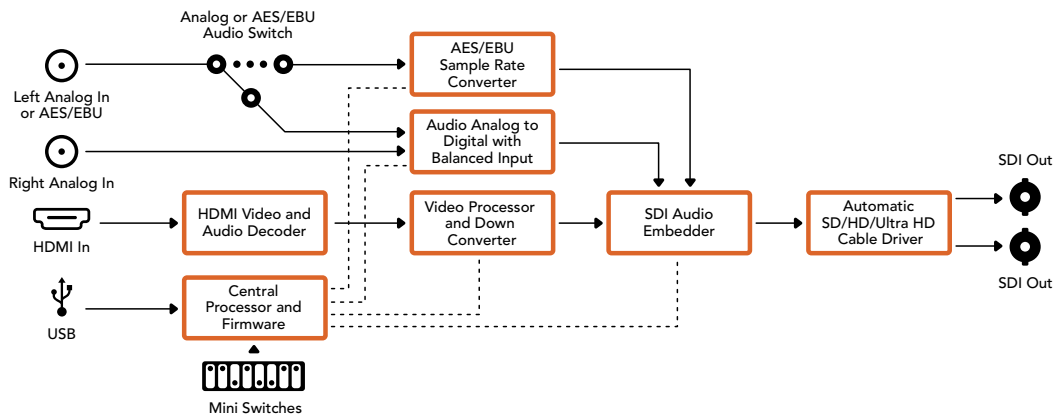 Analog or AES/EBU
Audio Switch
AES/EBU
Sample Rate
Converter
Left Analog In
or AES/EBU
Audio Analog to
Digital with
Balanced Input
Right Analog In
SDI Out
HDMI In
HDMI Video and
Audio Decoder
Video Processor
and Down
Converter
SDI Audio
Embedder
Automatic
SD/HD/Ultra HD
Cable Driver
SDI Out
USB
Central
Processor and
Firmware
Mini Switches